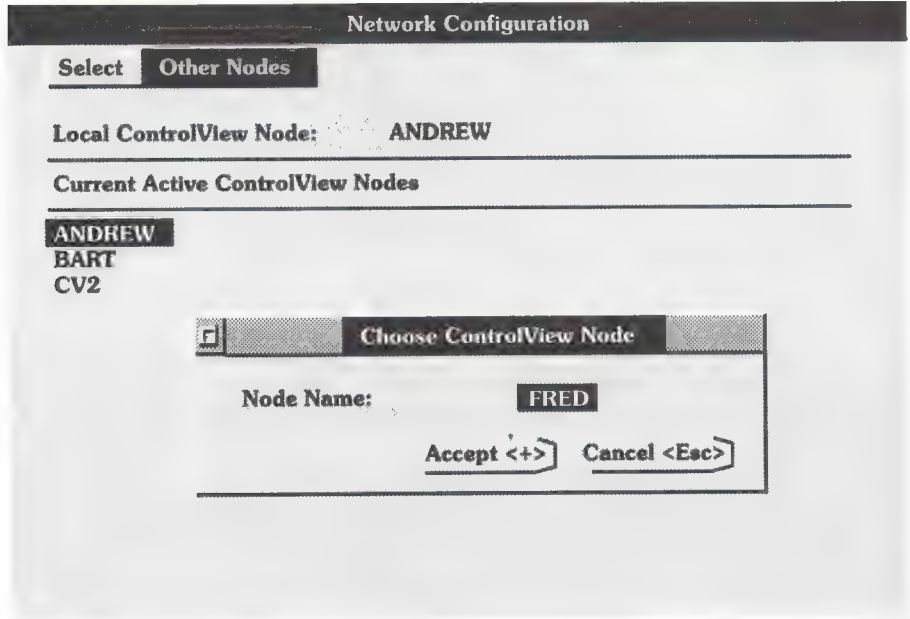 Network Configuration
Select Other Nodes
Local ControlView Node: ANDREW
Current Active ControlView Nodes
ANDREW
BART
CV2
Choose ControlView Node
Node Name: FRED
Accept <+> Cancel <Esc>